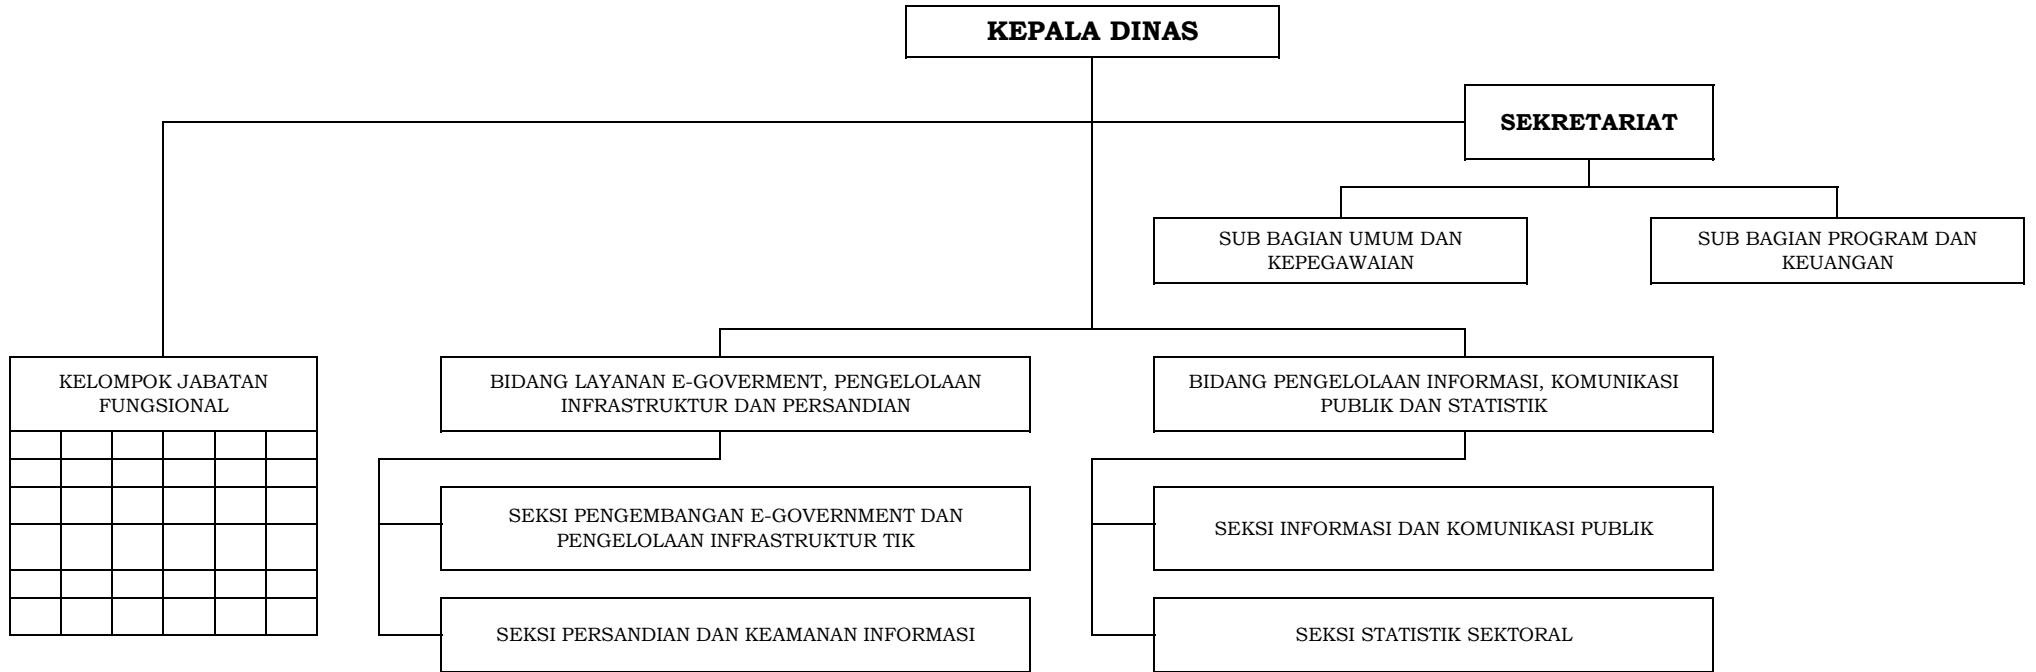 KEPALA DINAS
SEKRETARIAT
SUB BAGIAN UMUM DAN
KEPEGAWAIAN
SUB BAGIAN PROGRAM DAN
KEUANGAN
KELOMPOK JABATAN
FUNGSIONAL
BIDANG LAYANAN E-GOVERMENT, PENGELOLAAN
INFRASTRUKTUR DAN PERSANDIAN
BIDANG PENGELOLAAN INFORMASI, KOMUNIKASI
PUBLIK DAN STATISTIK
SEKSI PENGEMBANGAN E-GOVERNMENT DAN
PENGELOLAAN INFRASTRUKTUR TIK
SEKSI INFORMASI DAN KOMUNIKASI PUBLIK
SEKSI PERSANDIAN DAN KEAMANAN INFORMASI
SEKSI STATISTIK SEKTORAL